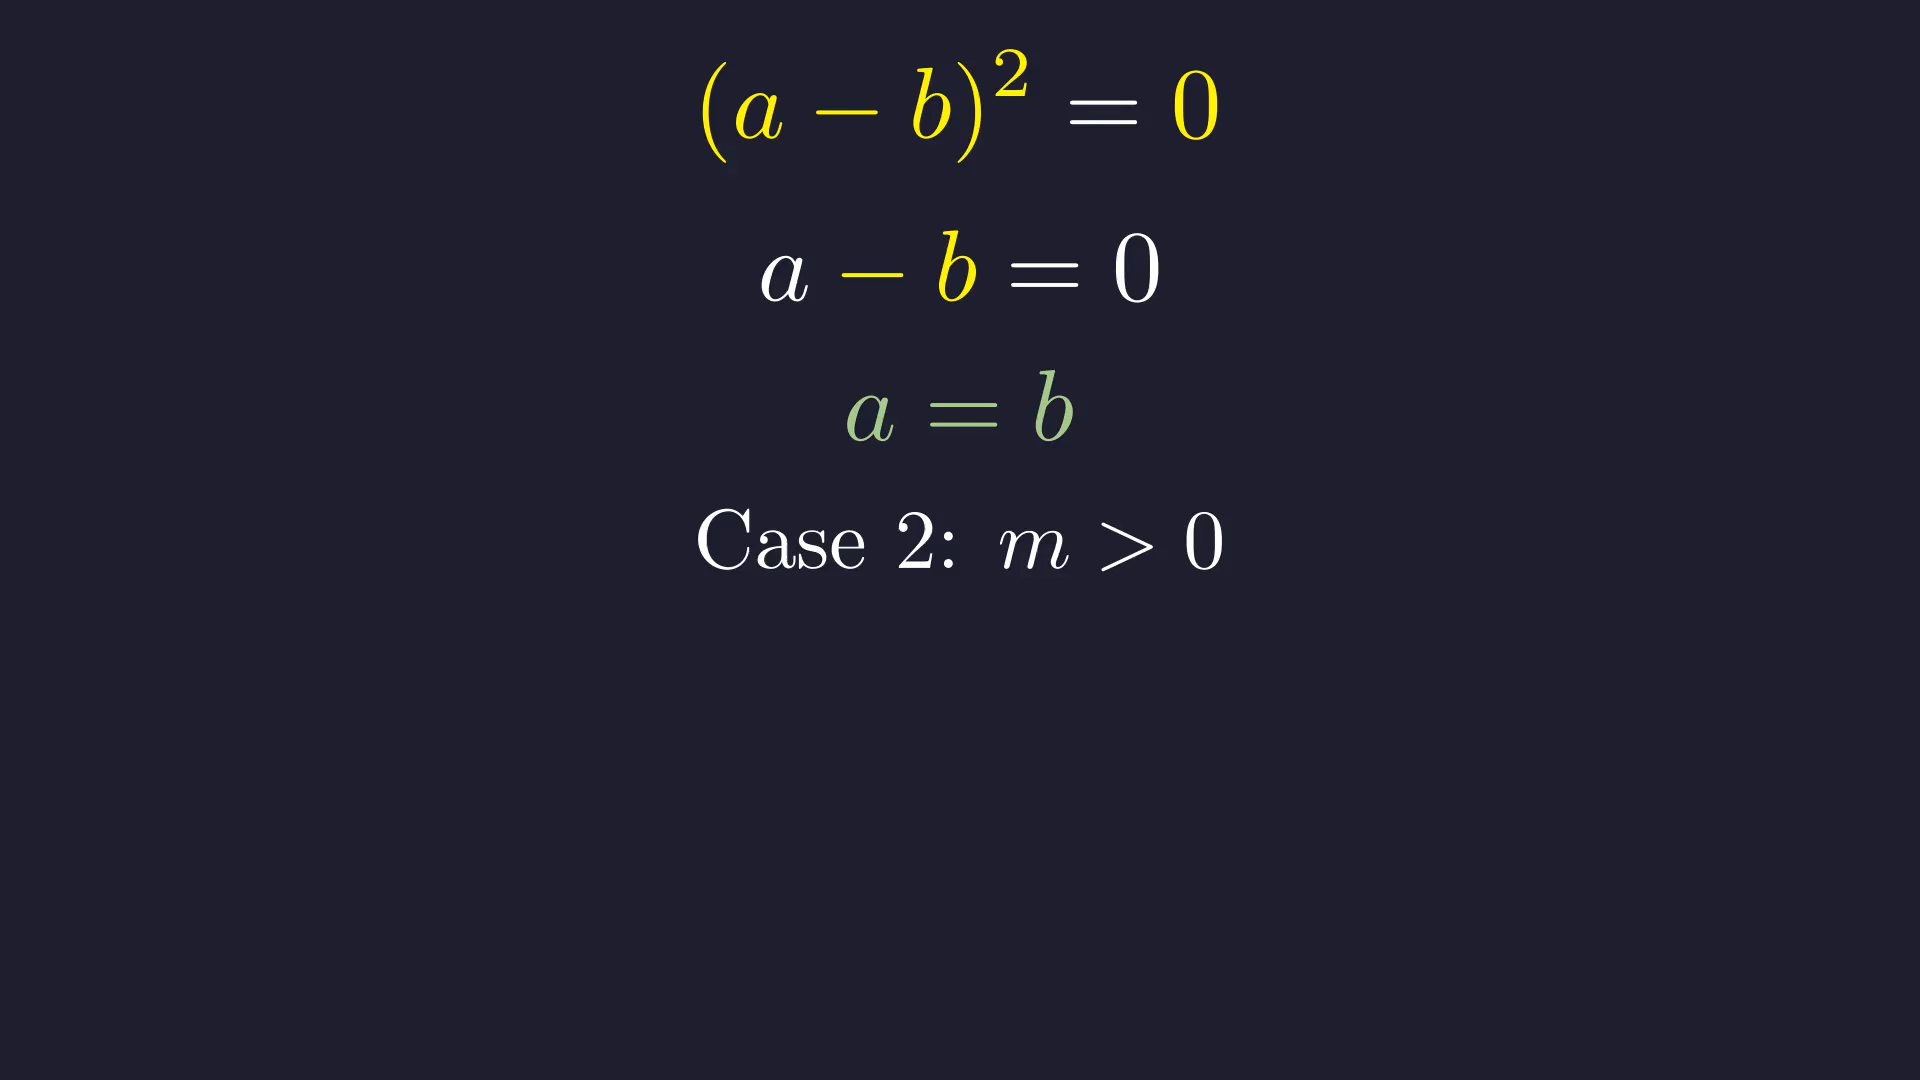 (a − b)² = 0
a − b = 0
a = b
Case 2: m > 0